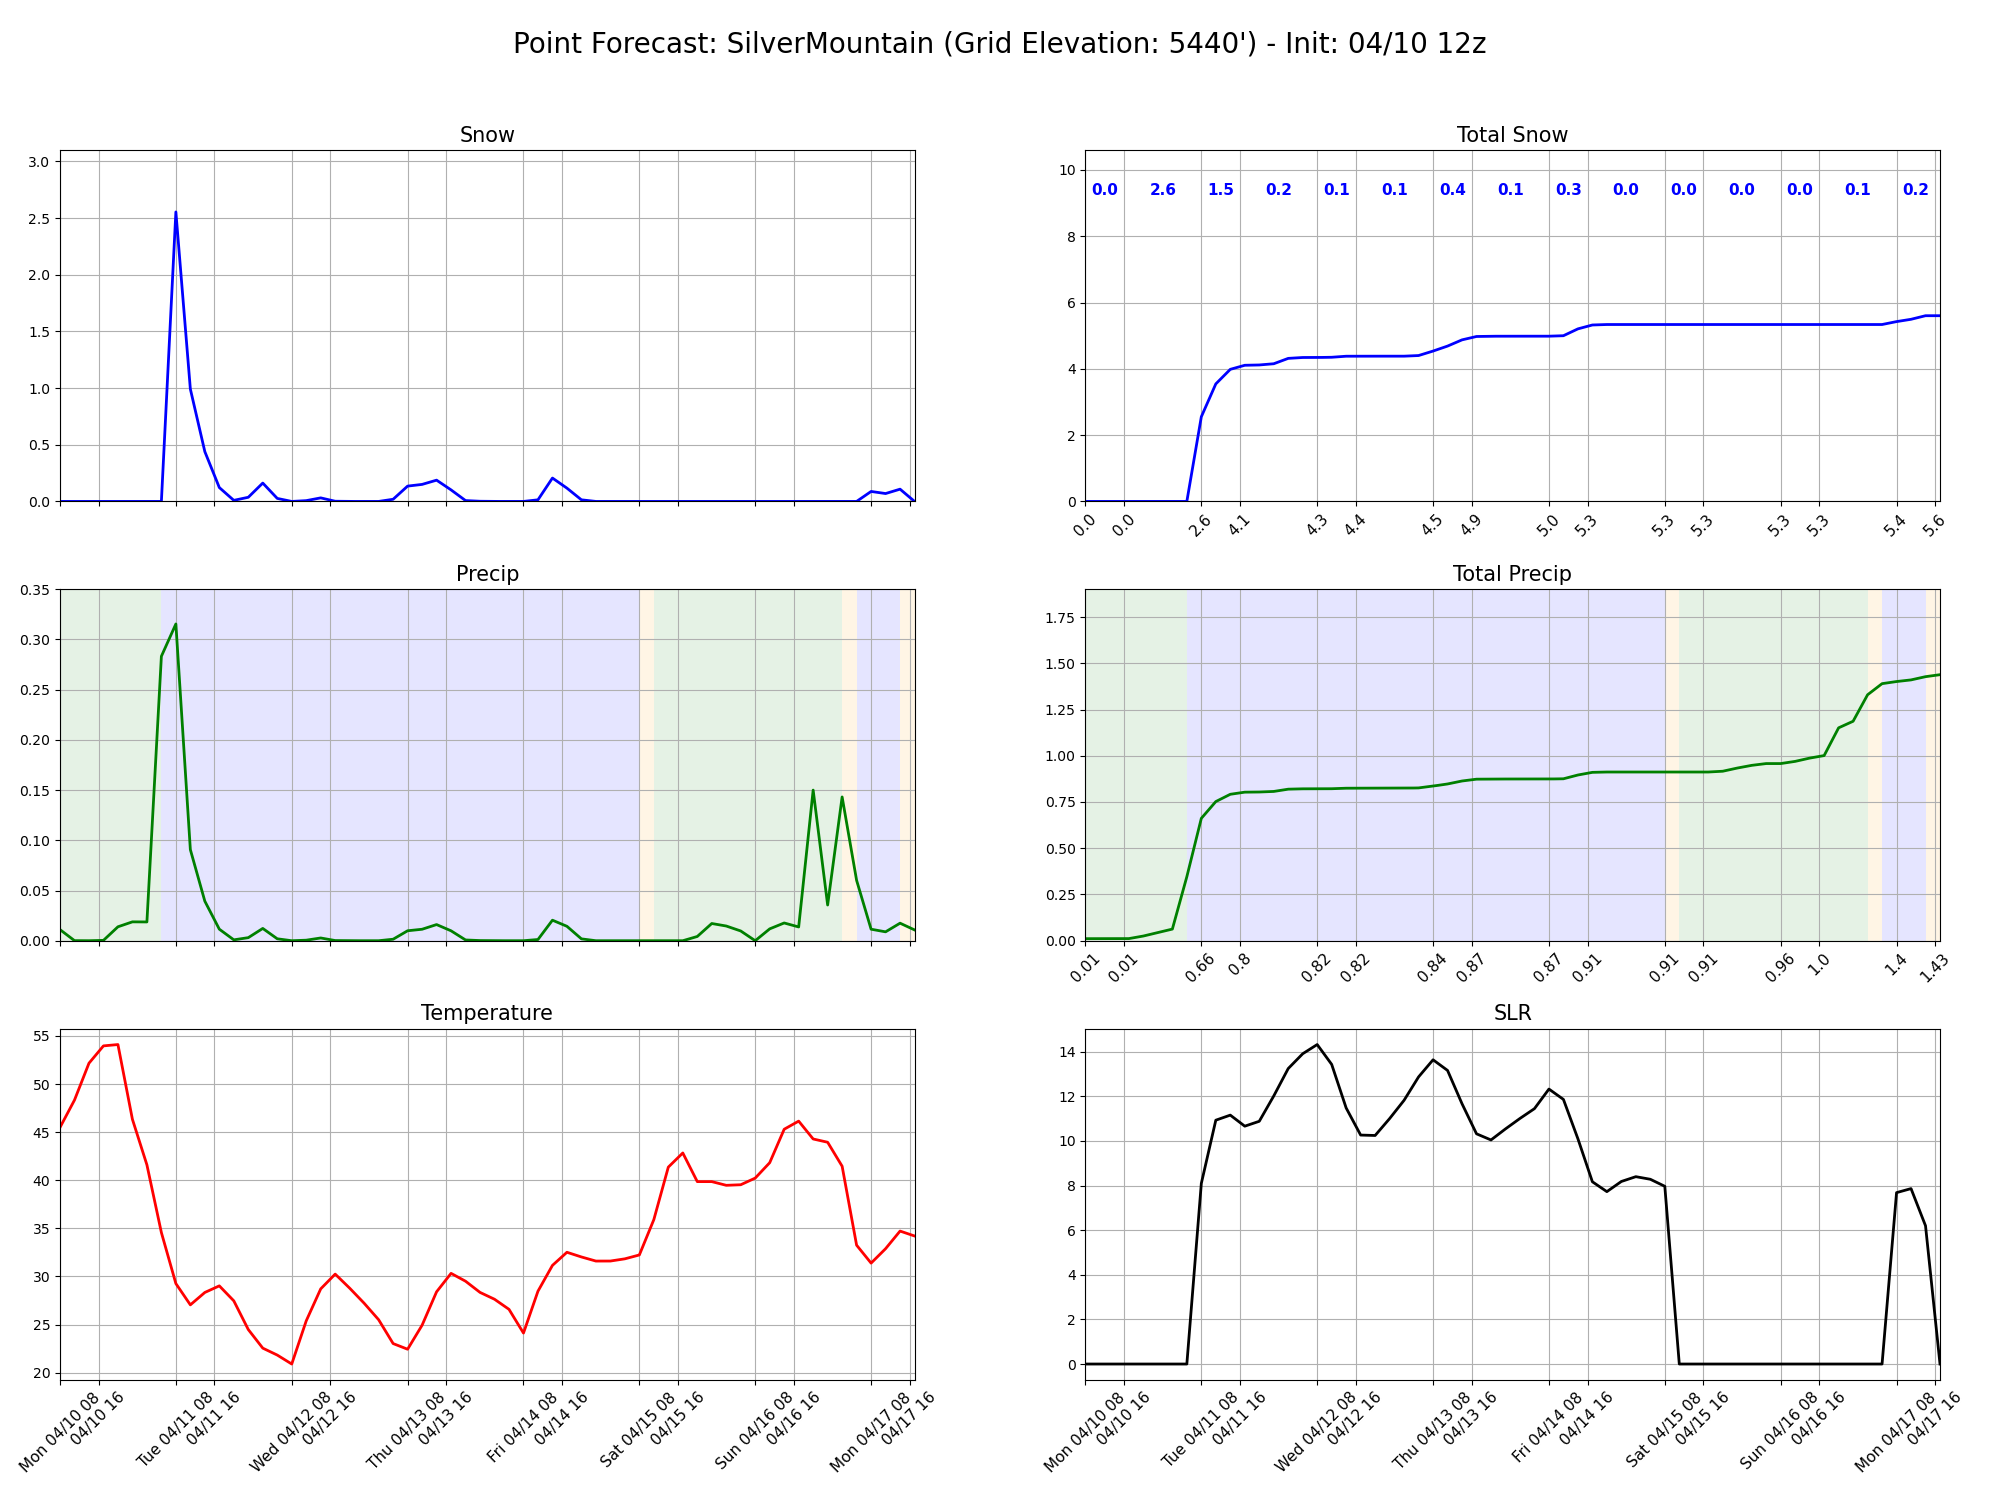 Point Forecast: SilverMountain (Grid Elevation: 5440') - Init: 04/10 12z
Snow
3.0
2.5
2.0
1.5
1.0
0.5
0.0
Total Snow
10
8
6
4
2
0
0.0 2.6 1.5 0.2 0.1 0.1 0.4 0.1 0.3 0.0 0.0 0.0 0.0 0.1 0.2
0.0 0.0 2.6 4.1 4.3 4.4 4.5 4.9 5.0 5.3 5.3 5.3 5.3 5.3 5.4 5.6
Precip
0.35
0.30
0.25
0.20
0.15
0.10
0.05
0.00
Total Precip
1.75
1.50
1.25
1.00
0.75
0.50
0.25
0.00
0.01 0.01 0.66 0.8 0.82 0.82 0.84 0.87 0.87 0.91 0.91 0.91 0.96 1.0 1.4 1.43
Temperature
55
50
45
40
35
30
25
20
Mon 04/10 08
04/10 16
Tue 04/11 08
04/11 16
Wed 04/12 08
04/12 16
Thu 04/13 08
04/13 16
Fri 04/14 08
04/14 16
Sat 04/15 08
04/15 16
Sun 04/16 08
04/16 16
Mon 04/17 08
04/17 16
SLR
14
12
10
8
6
4
2
0
Mon 04/10 08
04/10 16
Tue 04/11 08
04/11 16
Wed 04/12 08
04/12 16
Thu 04/13 08
04/13 16
Fri 04/14 08
04/14 16
Sat 04/15 08
04/15 16
Sun 04/16 08
04/16 16
Mon 04/17 08
04/17 16